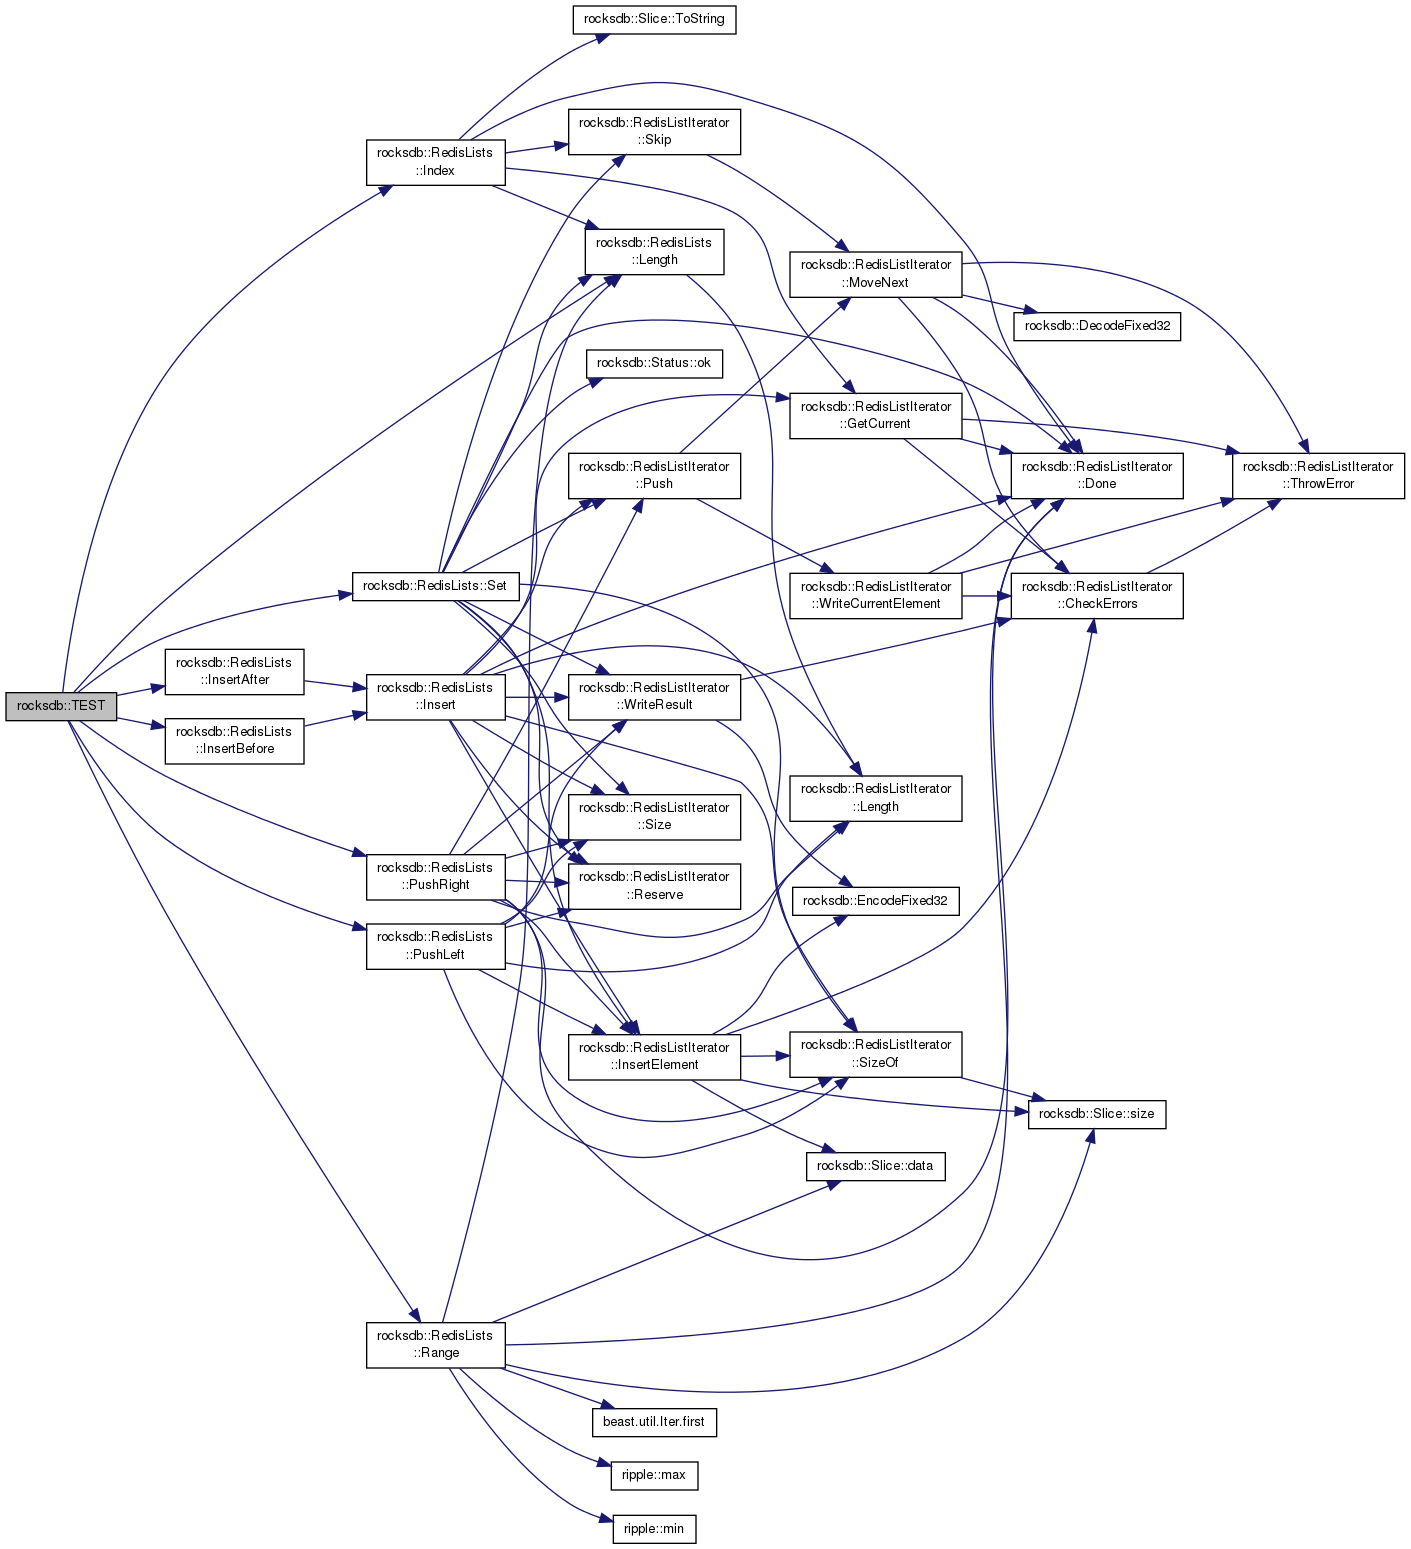 rocksdb::Slice::ToString
rocksdb::RedisListIterator
::Skip
rocksdb::RedisLists
::Index
rocksdb::RedisLists
::Length
rocksdb::RedisListIterator
::MoveNext
rocksdb::DecodeFixed32
rocksdb::Status::ok
rocksdb::RedisListIterator
::GetCurrent
rocksdb::RedisListIterator
::Push
rocksdb::RedisListIterator
::Done
rocksdb::RedisListIterator
::ThrowError
rocksdb::RedisLists::Set
rocksdb::RedisListIterator
::WriteCurrentElement
rocksdb::RedisListIterator
::CheckErrors
rocksdb::RedisLists
::InsertAfter
rocksdb::RedisLists
::Insert
rocksdb::RedisListIterator
::WriteResult
rocksdb::TEST
rocksdb::RedisLists
::InsertBefore
rocksdb::RedisListIterator
::Length
rocksdb::RedisListIterator
::Size
rocksdb::RedisLists
::PushRight
rocksdb::RedisListIterator
::Reserve
rocksdb::EncodeFixed32
rocksdb::RedisLists
::PushLeft
rocksdb::RedisListIterator
::InsertElement
rocksdb::RedisListIterator
::SizeOf
rocksdb::Slice::size
rocksdb::Slice::data
rocksdb::RedisLists
::Range
beast.util.Iter.first
ripple::max
ripple::min